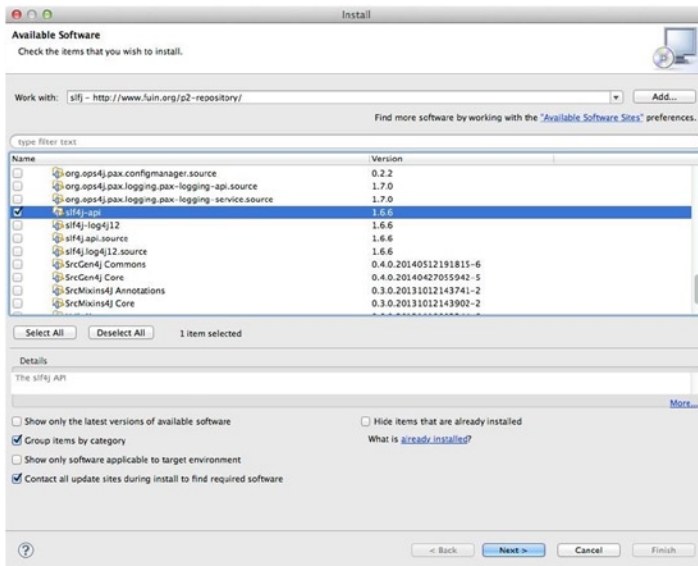 Install
Available Software
Check the items that you wish to install.
Work with: slfj - http://www.fuin.org/p2-repository/ Add...
Find more software by working with the "Available Software Sites" preferences.
type filter text
Name Version
org.ops4j.pax.configmanager.source 0.2.2
org.ops4j.pax.logging.pax-logging-api.source 1.7.0
org.ops4j.pax.logging.pax-logging-service.source 1.7.0
slf4j-api 1.6.6
slf4j-log4j12 1.6.6
slf4j.api.source 1.6.6
slf4j.log4j12.source 1.6.6
SrcGen4J Commons 0.4.0.20140512191815-6
SrcGen4J Core 0.4.0.20140427055942-5
SrcMixins4J Annotations 0.3.0.20131012143741-2
SrcMixins4J Core 0.3.0.20131012143902-2
Select All Deselect All 1 item selected
Details
The slf4j API
More...
Show only the latest versions of available software Hide items that are already installed
Group items by category What is already installed?
Show only software applicable to target environment
Contact all update sites during install to find required software
? < Back Next > Cancel Finish